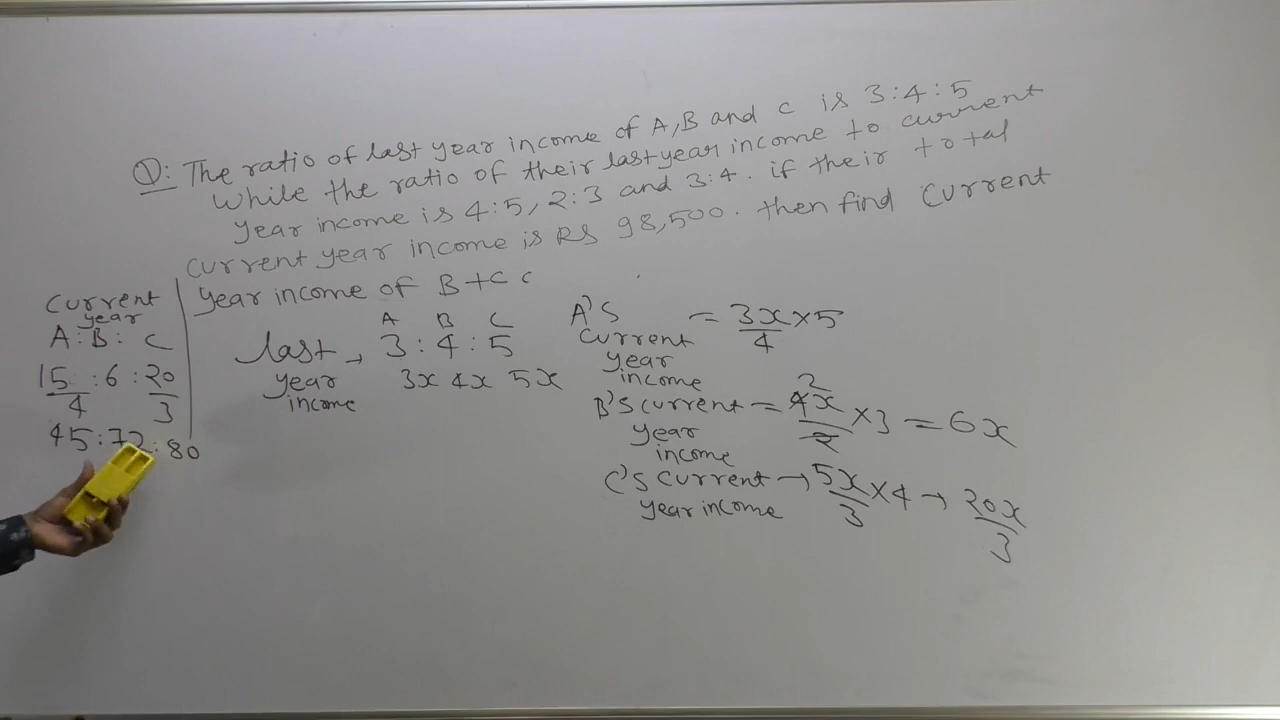 Q: The ratio of last year income of A, B and C is 3:4:5
while the ratio of their last year income to current
year income is 4:5, 2:3 and 3:4. if their total
current year income is RS 98,500. then find current
year income of B+C
current
year
A:B: C
15/4 :6: 20/3
45:72:80
A B C
last → 3:4:5
year 3x 4x 5x
income
A's = 3x/4 ×5
current
year
income
B's current = 4x/2 ×3 = 6x
2
year
income
C's current → 5x/3 ×4 → 20x/3
year income